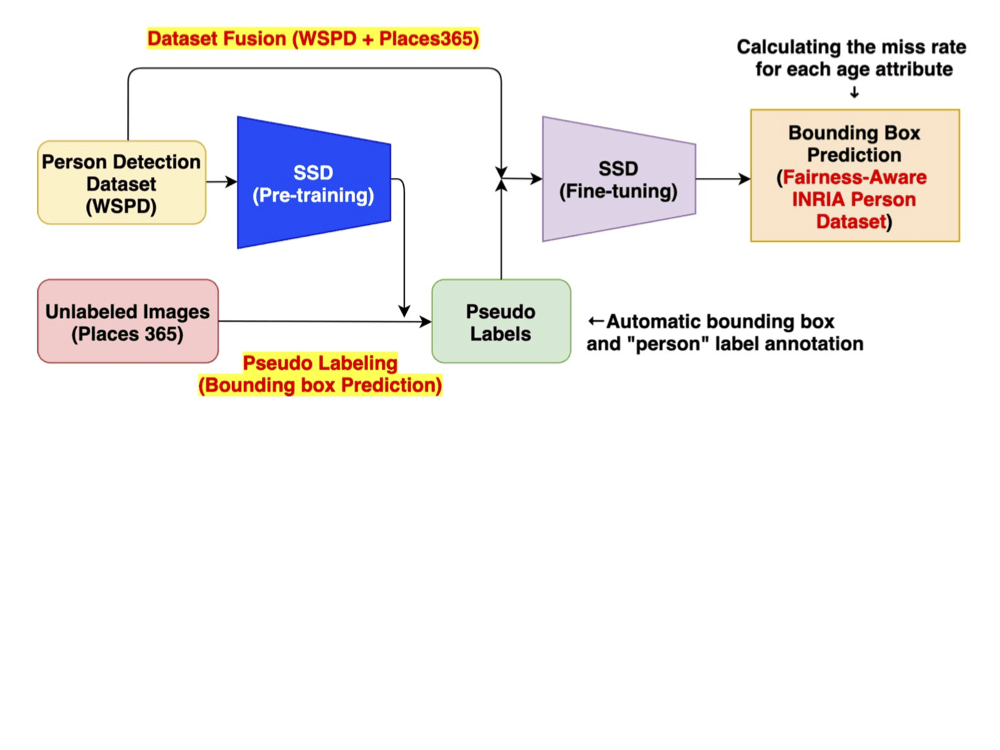 Dataset Fusion (WSPD + Places365)
Calculating the miss rate
for each age attribute
↓
Person Detection
Dataset
(WSPD)
SSD
(Pre-training)
SSD
(Fine-tuning)
Bounding Box
Prediction
(Fairness-Aware
INRIA Person
Dataset)
Unlabeled Images
(Places 365)
Pseudo
Labels
←Automatic bounding box
and "person" label annotation
Pseudo Labeling
(Bounding box Prediction)